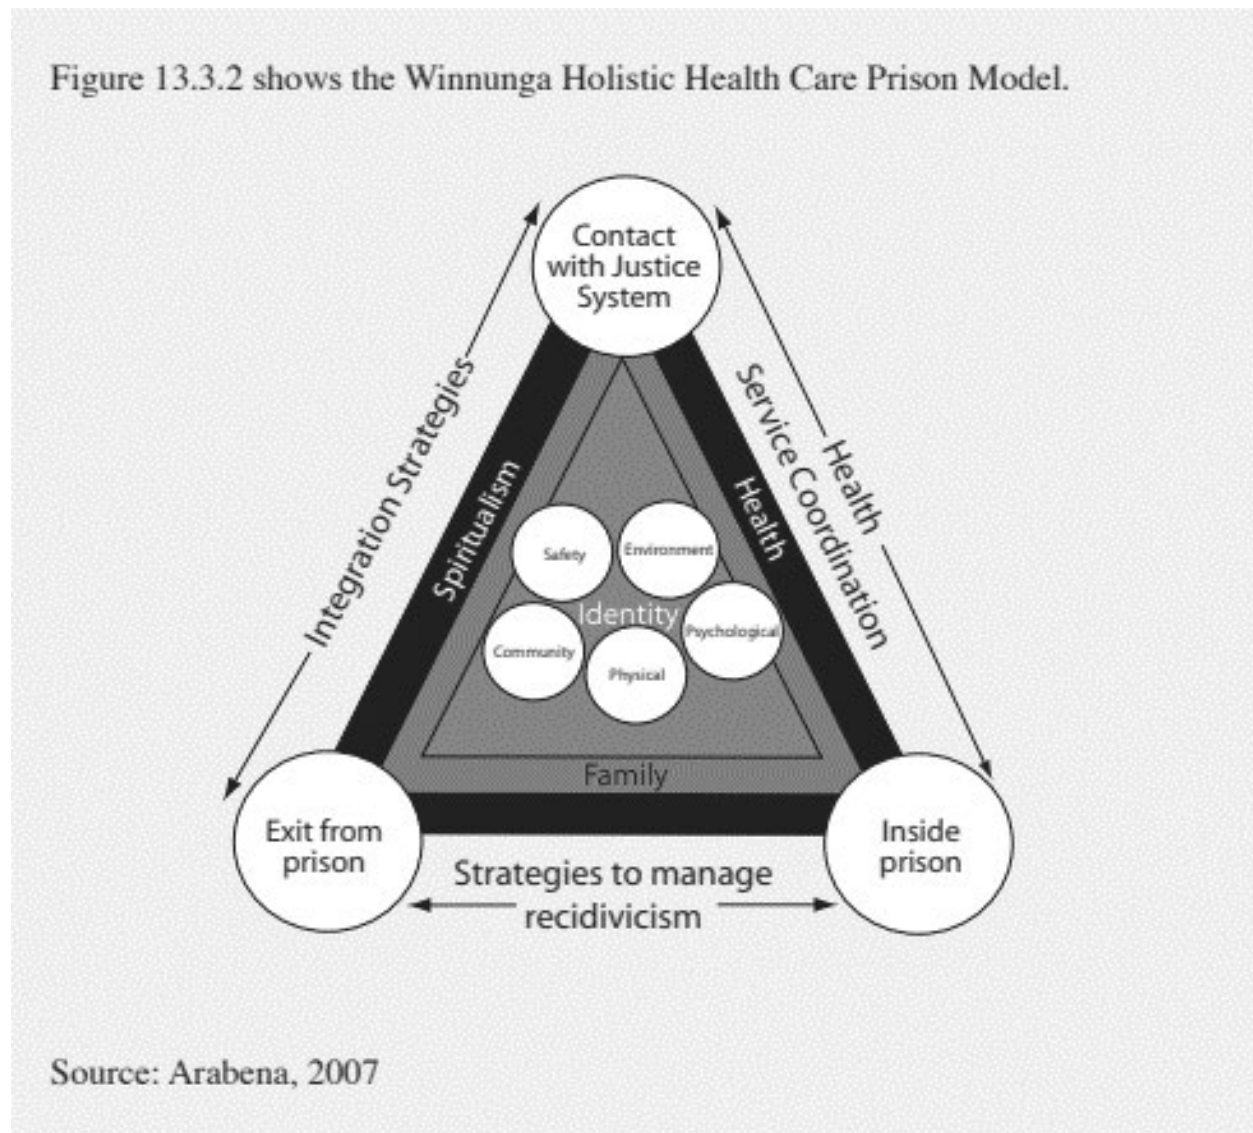 Figure 13.3.2 shows the Winnunga Holistic Health Care Prison Model.
Contact
with Justice
System
Integration Strategies
Spiritualism
Health
Service Coordination
Health
Safety
Environment
Identity
Community
Psychological
Physical
Family
Exit from
prison
Inside
prison
Strategies to manage
recidivicism
Source: Arabena, 2007